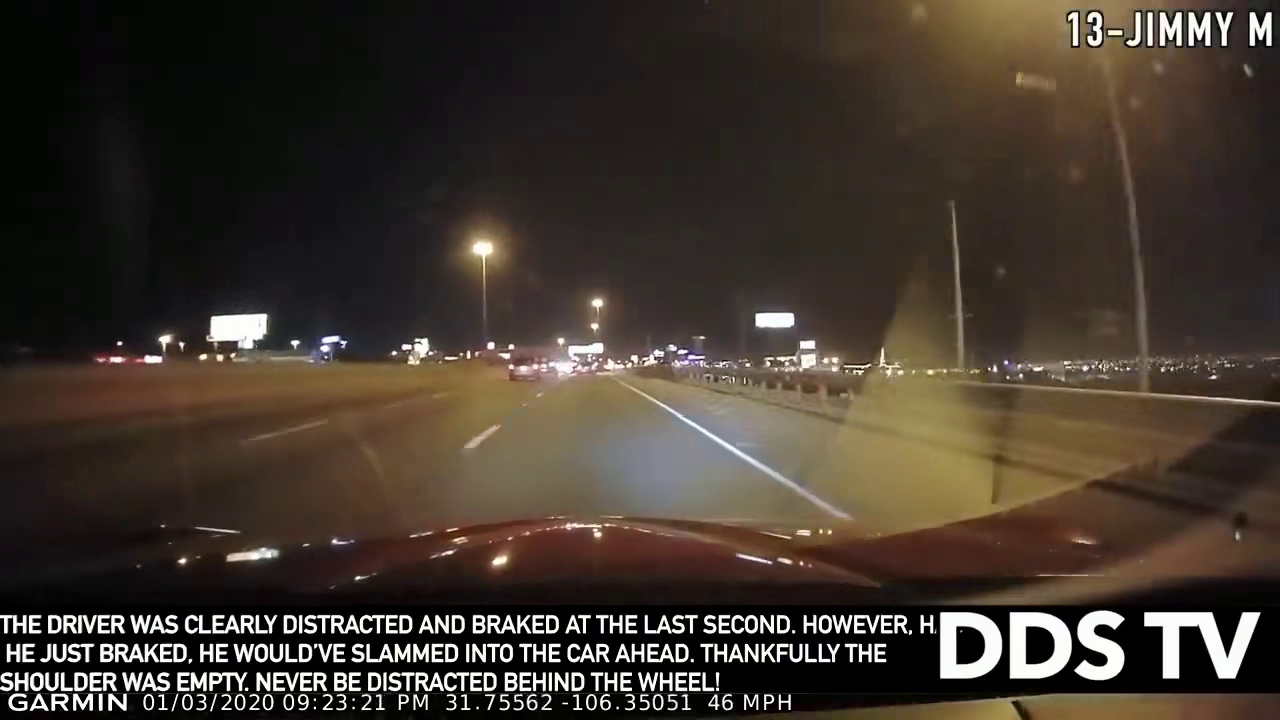 13-JIMMY M
THE DRIVER WAS CLEARLY DISTRACTED AND BRAKED AT THE LAST SECOND. HOWEVER,
HE JUST BRAKED, HE WOULD'VE SLAMMED INTO THE CAR AHEAD. THANKFULLY THE
SHOULDER WAS EMPTY. NEVER BE DISTRACTED BEHIND THE WHEEL!
DDS TV
GARMIN 01/03/2020 09:23:21 PM 31.75562 -106.35051 46 MPH